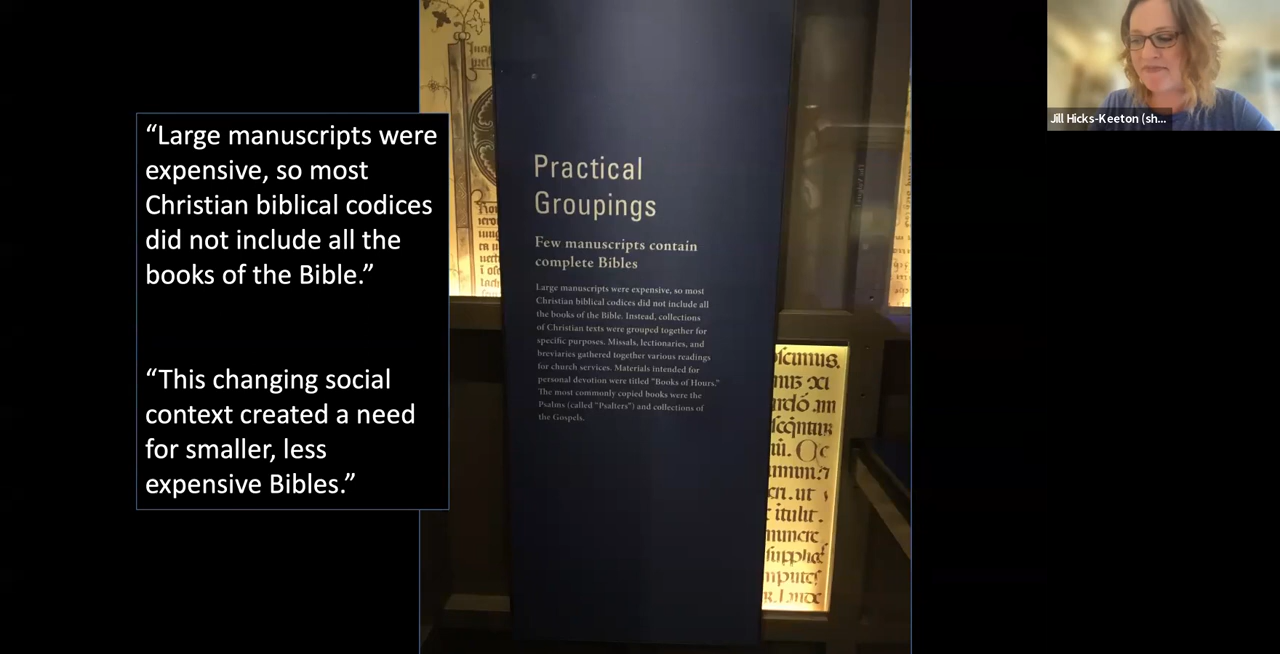 “Large manuscripts were
expensive, so most
Christian biblical codices
did not include all the
books of the Bible.”
“This changing social
context created a need
for smaller, less
expensive Bibles.”
Practical
Groupings
Few manuscripts contain
complete Bibles
Large manuscripts were expensive, so most
Christian biblical codices did not include all
the books of the Bible. Instead, collections
of Christian texts were grouped together for
specific purposes. Missals, lectionaries, and
breviaries gathered together various readings
for church services. Materials intended for
personal devotion were titled "Books of Hours."
The most commonly copied books were the
Psalms (called "Psalters") and collections of
the Gospels.
Jill Hicks-Keeton (sh...